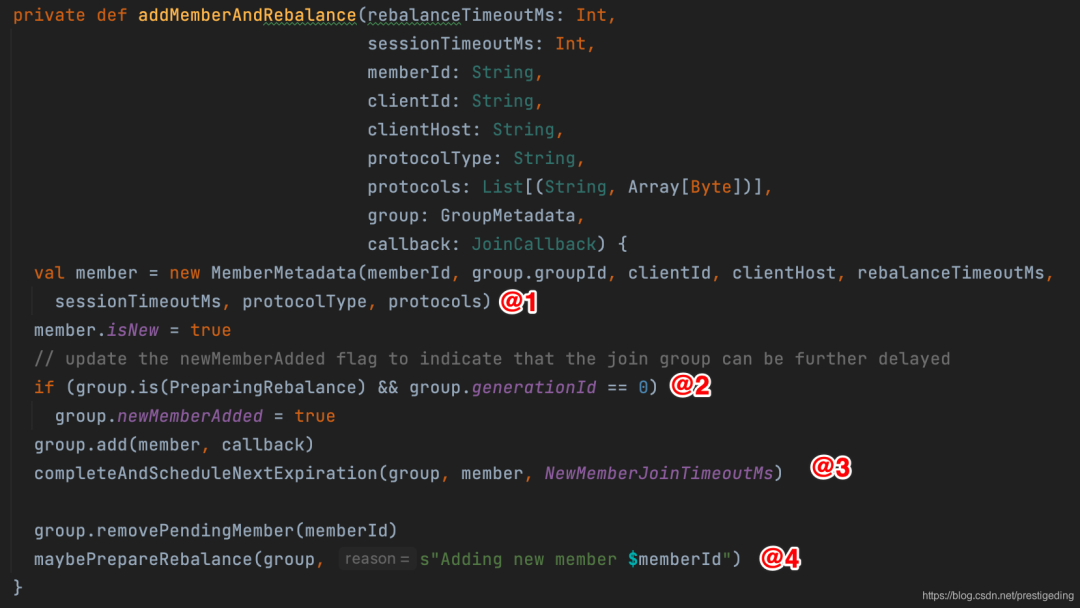 private def addMemberAndRebalance(rebalanceTimeoutMs: Int,
sessionTimeoutMs: Int,
memberId: String,
clientId: String,
clientHost: String,
protocolType: String,
protocols: List[(String, Array[Byte])],
group: GroupMetadata,
callback: JoinCallback) {
val member = new MemberMetadata(memberId, group.groupId, clientId, clientHost, rebalanceTimeoutMs,
sessionTimeoutMs, protocolType, protocols) @1
member.isNew = true
// update the newMemberAdded flag to indicate that the join group can be further delayed
if (group.is(PreparingRebalance) && group.generationId == 0) @2
group.newMemberAdded = true
group.add(member, callback)
completeAndScheduleNextExpiration(group, member, NewMemberJoinTimeoutMs) @3
group.removePendingMember(memberId)
maybePrepareRebalance(group, reason = s"Adding new member $memberId") @4
}
https://blog.csdn.net/prestigeding